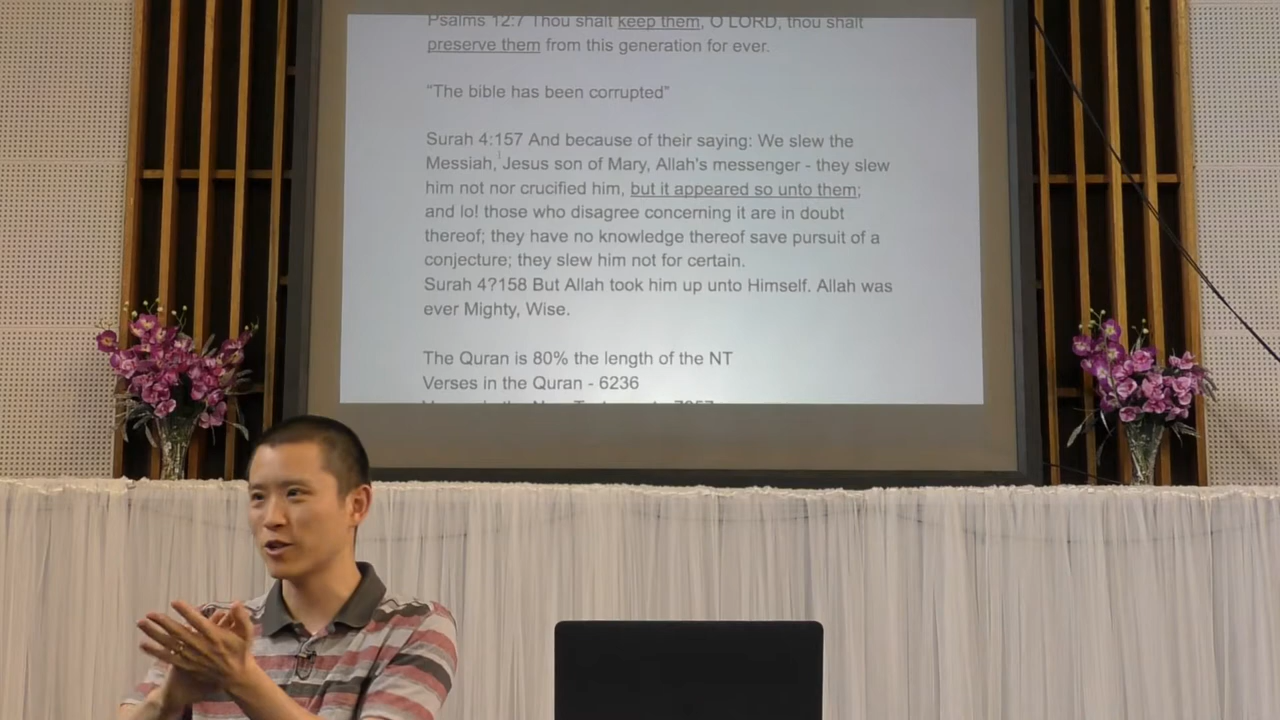 Psalms 12:7 Thou shalt keep them, O LORD, thou shalt
preserve them from this generation for ever.
"The bible has been corrupted"
Surah 4:157 And because of their saying: We slew the
Messiah, Jesus son of Mary, Allah's messenger - they slew
him not nor crucified him, but it appeared so unto them;
and lo! those who disagree concerning it are in doubt
thereof; they have no knowledge thereof save pursuit of a
conjecture; they slew him not for certain.
Surah 4?158 But Allah took him up unto Himself. Allah was
ever Mighty, Wise.
The Quran is 80% the length of the NT
Verses in the Quran - 6236